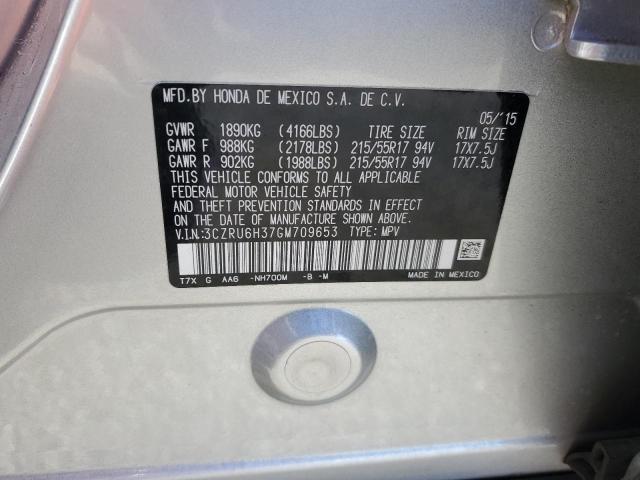 MFD.BY HONDA DE MEXICO S.A. DE C.V.
05/'15
GVWR 1890KG (4166LBS) TIRE SIZE RIM SIZE
GAWR F 988KG (2178LBS) 215/55R17 94V 17X7.5J
GAWR R 902KG (1988LBS) 215/55R17 94V 17X7.5J
THIS VEHICLE CONFORMS TO ALL APPLICABLE
FEDERAL MOTOR VEHICLE SAFETY
AND THEFT PREVENTION STANDARDS IN EFFECT
ON THE DATE OF MANUFACTURE SHOWN ABOVE.
V.I.N:3CZRU6H37GM709653 TYPE: MPV
T7X G AA6 -NH700M -B -M MADE IN MEXICO